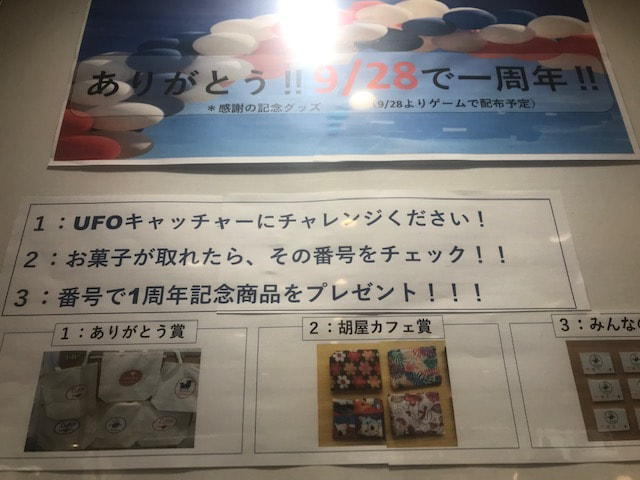 ありがとう!! 9/28で一周年!!
＊感謝の記念グッズ （9/28よりゲームで配布予定）
1：UFOキャッチャーにチャレンジください！
2：お菓子が取れたら、その番号をチェック！！
3：番号で1周年記念商品をプレゼント！！！
1：ありがとう賞 2：胡屋カフェ賞 3：みんなの